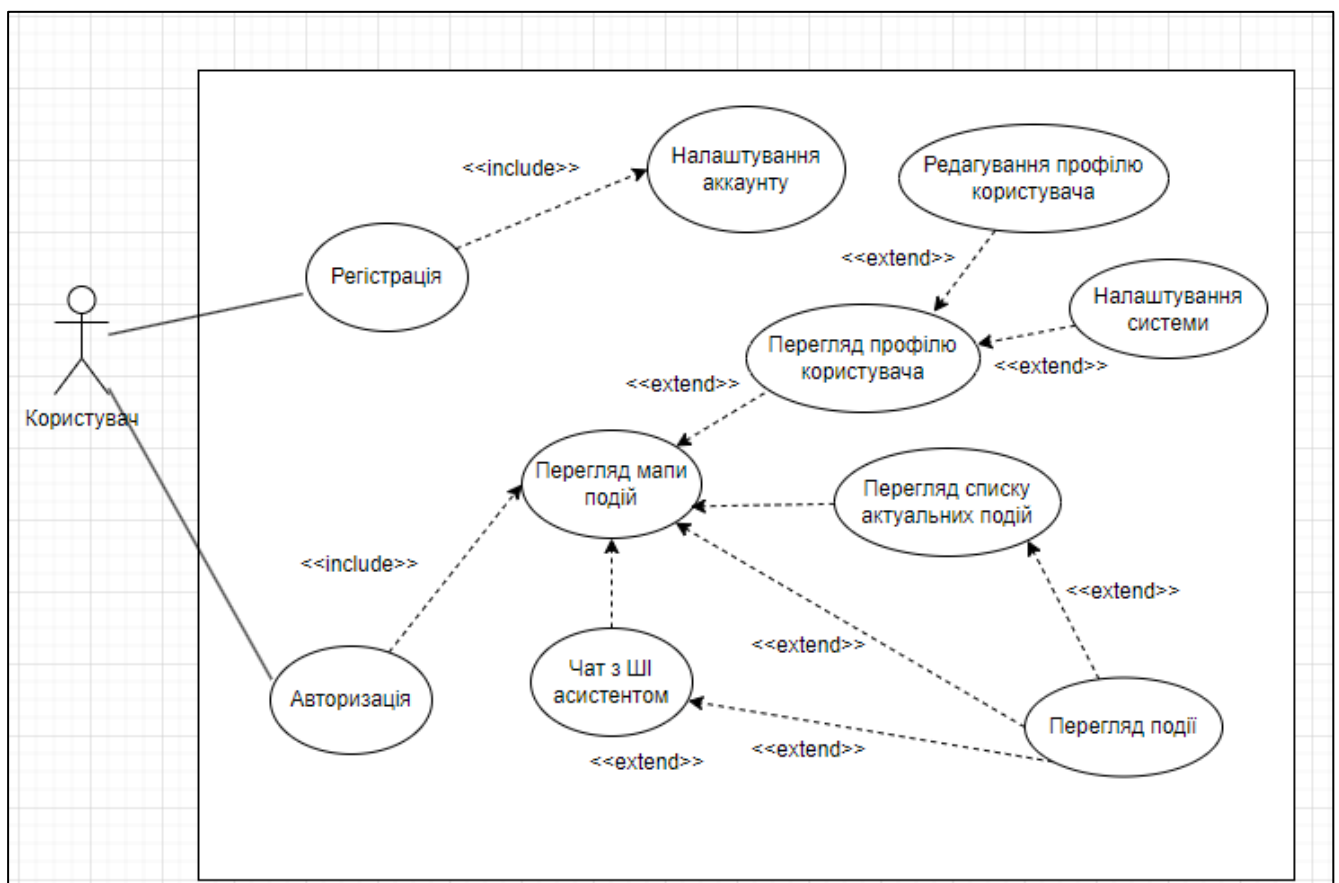 Налаштування
аккаунту
Редагування профілю
користувача
<<include>>
Регістрація
<<extend>>
Налаштування
системи
Перегляд профілю
користувача
<<extend>>
<<extend>>
Користувач
Перегляд мапи
подій
Перегляд списку
актуальних подій
<<include>>
<<extend>>
<<extend>>
Чат з ШІ
асистентом
Авторизація
Перегляд події
<<extend>>
<<extend>>